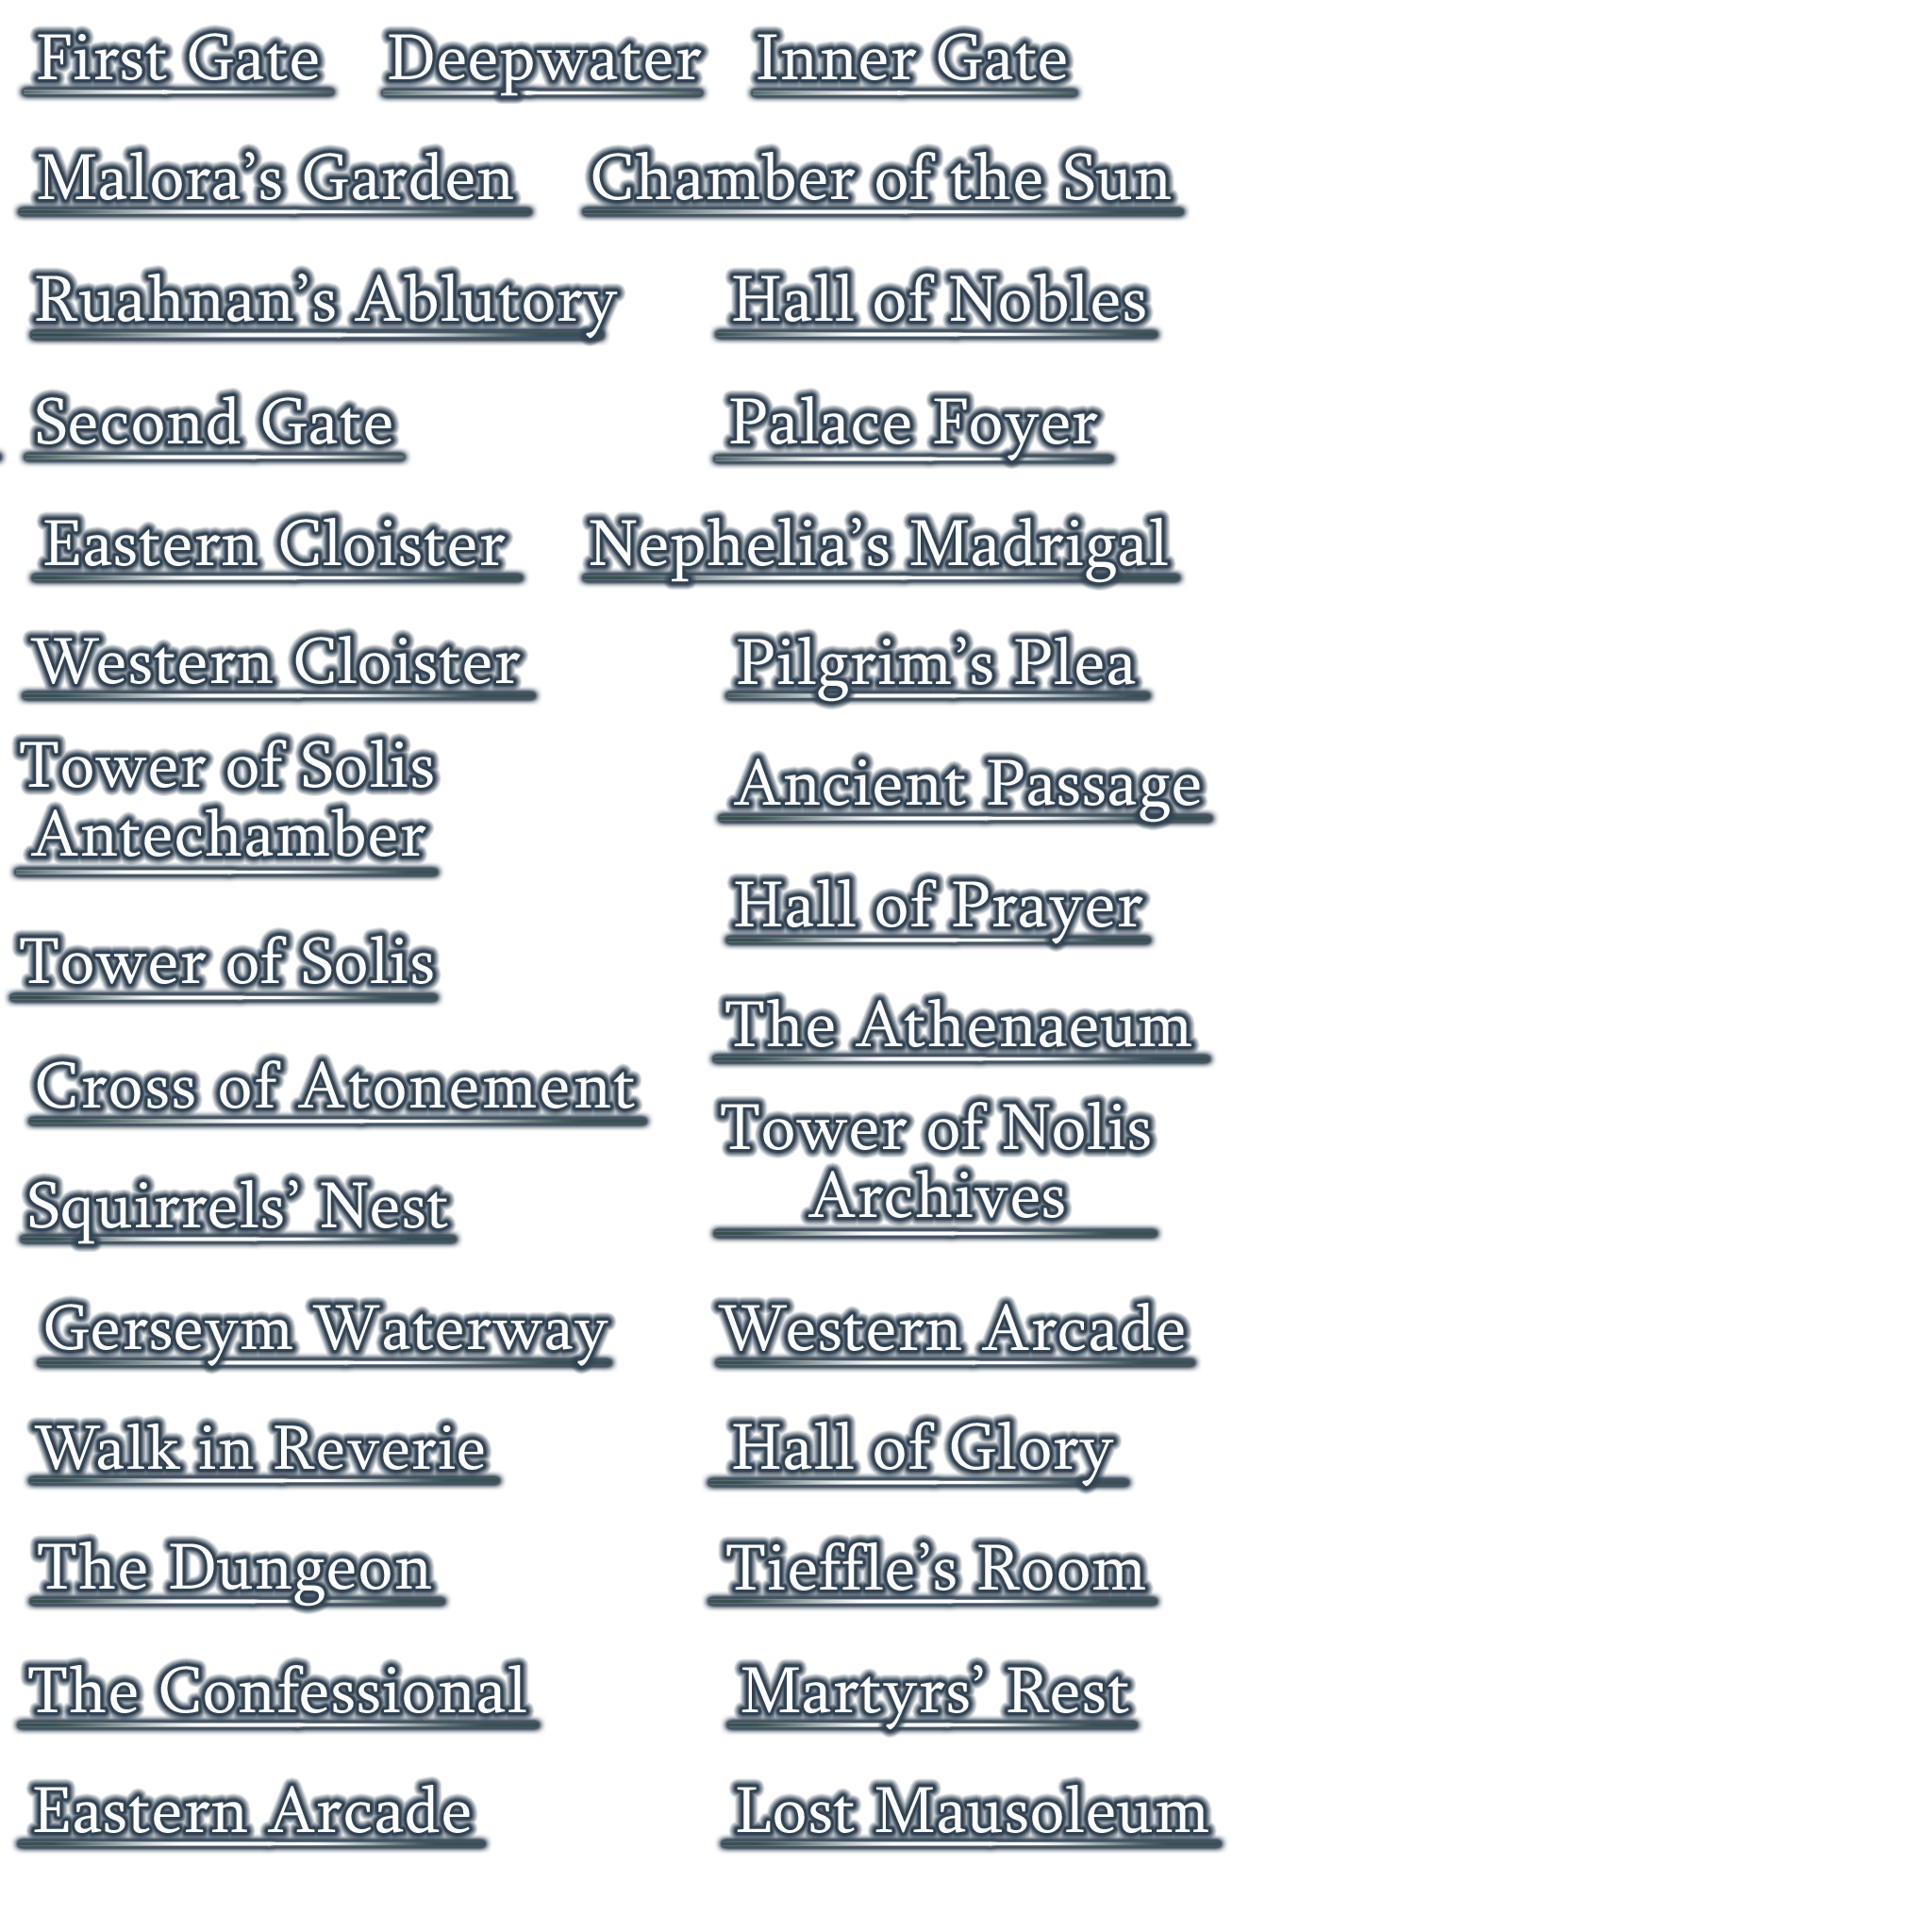 First Gate
Deepwater
Inner Gate
Malora’s Garden
Chamber of the Sun
Ruahnan’s Ablutory
Hall of Nobles
Second Gate
Palace Foyer
Eastern Cloister
Nephelia’s Madrigal
Western Cloister
Pilgrim’s Plea
Tower of Solis
Antechamber
Ancient Passage
Hall of Prayer
Tower of Solis
The Athenaeum
Cross of Atonement
Tower of Nolis
Archives
Squirrels’ Nest
Gerseym Waterway
Western Arcade
Walk in Reverie
Hall of Glory
The Dungeon
Tieffle’s Room
The Confessional
Martyrs’ Rest
Eastern Arcade
Lost Mausoleum